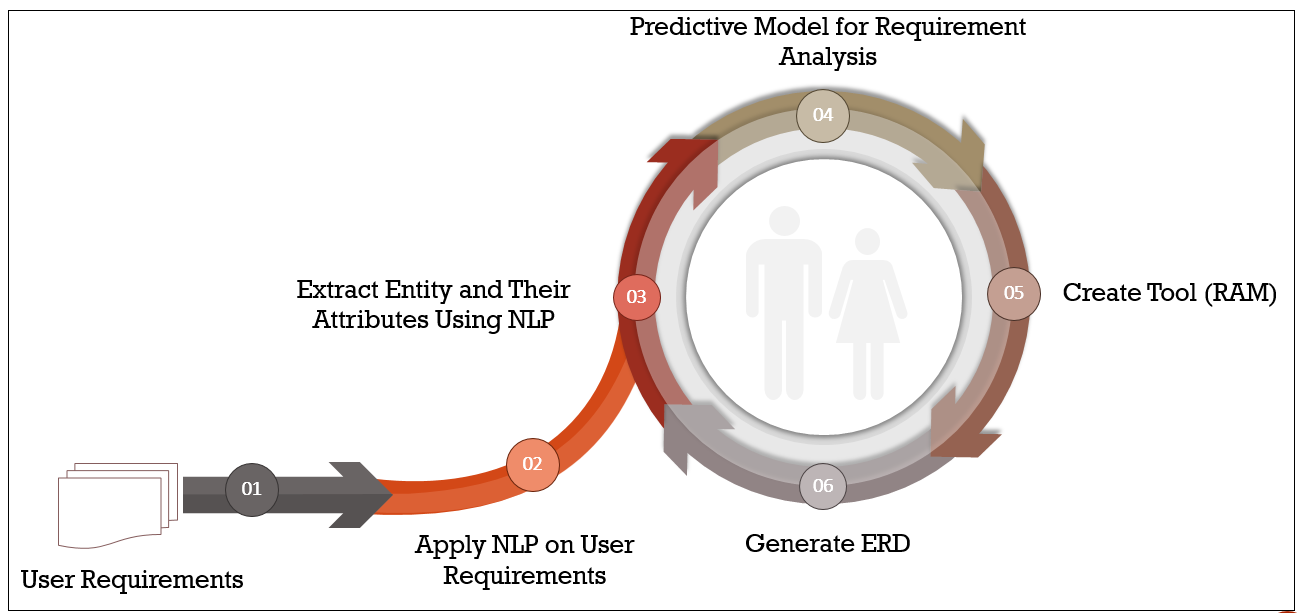 Predictive Model for Requirement
Analysis
04
Extract Entity and Their
Attributes Using NLP
03
05
Create Tool (RAM)
02
01
06
User Requirements
Apply NLP on User
Requirements
Generate ERD